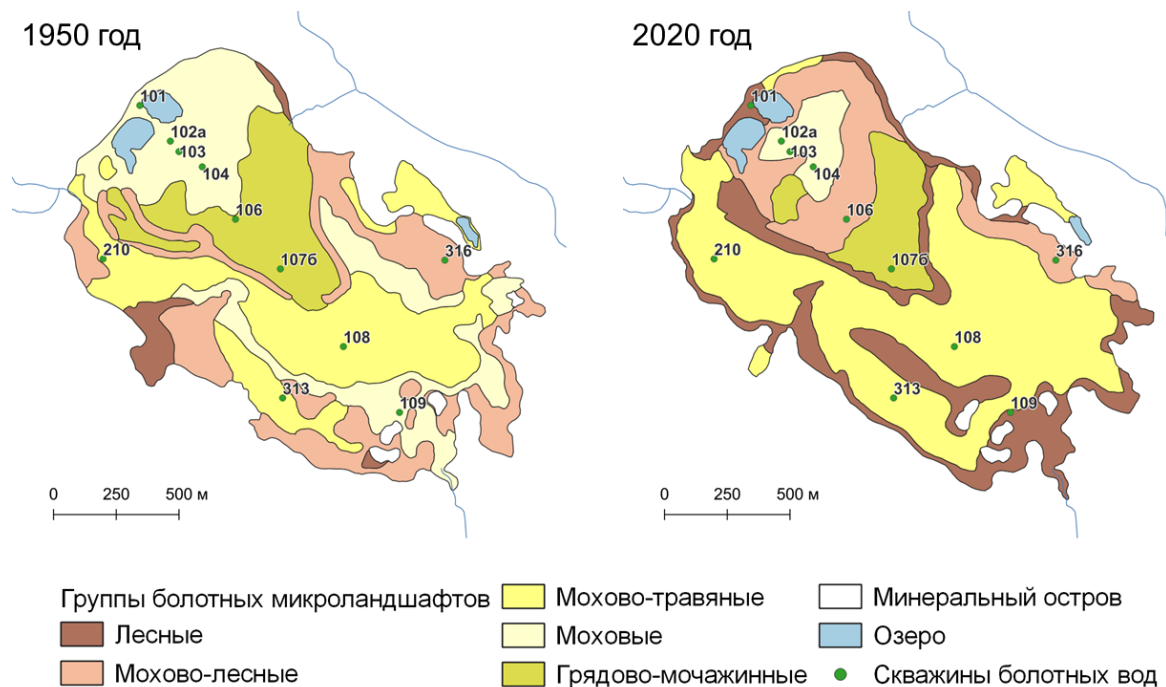 1950 год
2020 год
101
102а
103
104
106
107б
108
109
210
313
316
0 250 500 м
101
102а
103
104
106
107б
108
109
210
313
316
0 250 500 м
Группы болотных микроландшафтов
Лесные
Мохово-лесные
Мохово-травяные
Моховые
Грядово-мочажинные
Минеральный остров
Озеро
Скважины болотных вод